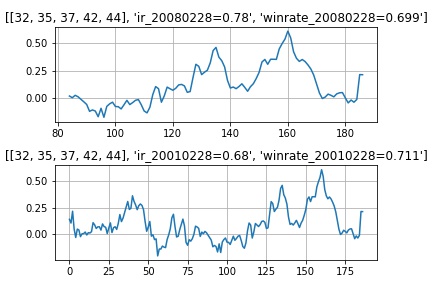 [[32, 35, 37, 42, 44], 'ir_20080228=0.78', 'winrate_20080228=0.699']
0.50
0.25
0.00
80 100 120 140 160 180
[[32, 35, 37, 42, 44], 'ir_20010228=0.68', 'winrate_20010228=0.711']
0.50
0.25
0.00
0 25 50 75 100 125 150 175